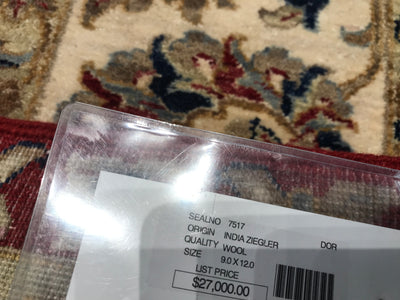 SEALNO 7517
ORIGIN INDIA ZIEGLER DOR
QUALITY WOOL
SIZE 9.0 X 12.0
LIST PRICE
$27,000.00